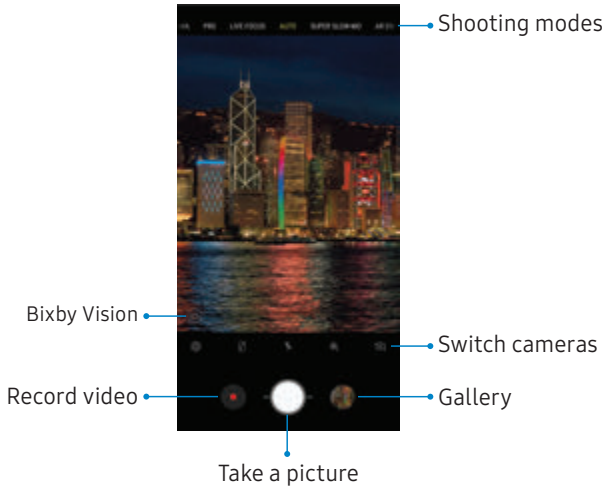 PRO LIVE FOCUS AUTO SUPER SLOW-MO
Shooting modes
Bixby Vision
Switch cameras
Record video
Gallery
Take a picture